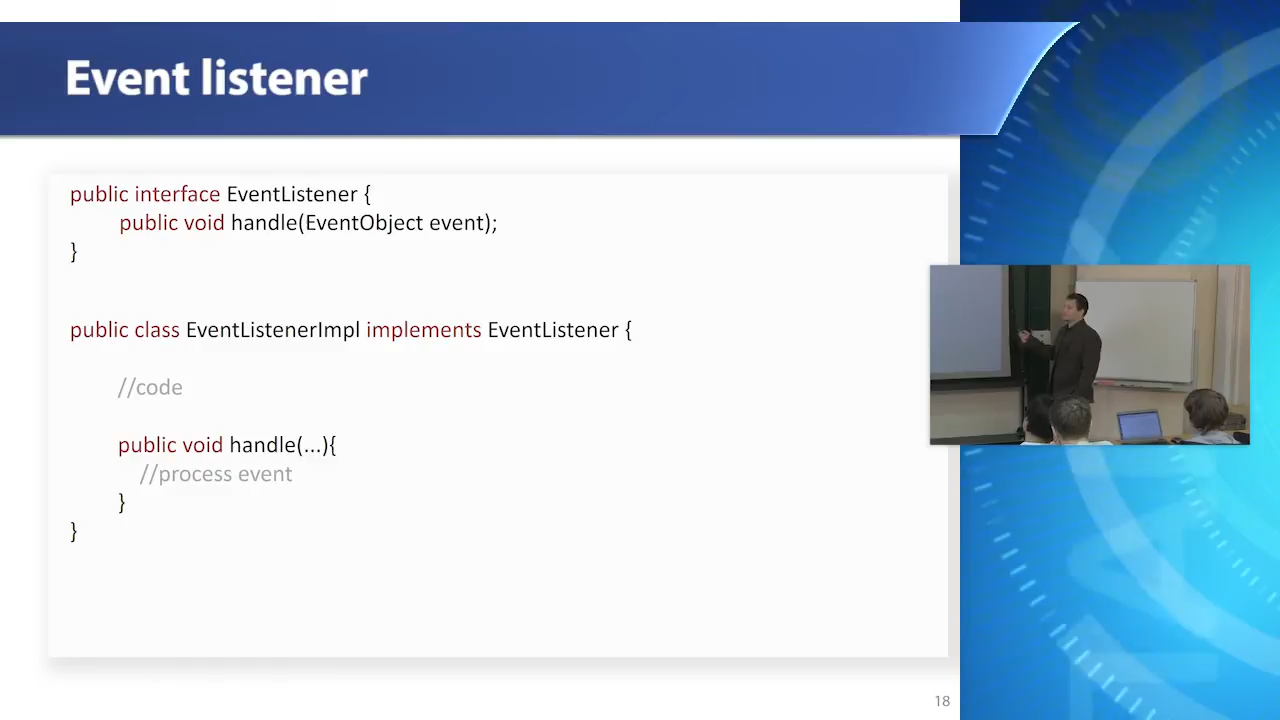 Event listener
public interface EventListener {
public void handle(EventObject event);
}
public class EventListenerImpl implements EventListener {
//code
public void handle(...){
//process event
}
}
18